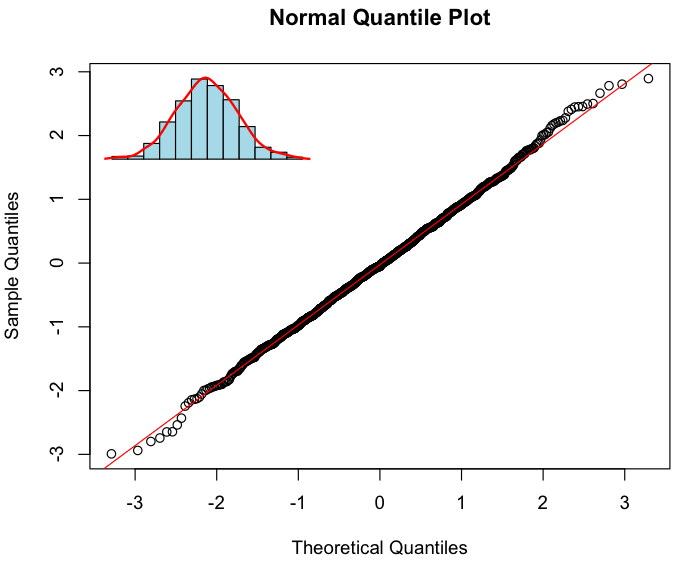 Normal Quantile Plot
3
2
1
0
-1
-2
-3
Sample Quantiles
-3 -2 -1 0 1 2 3
Theoretical Quantiles